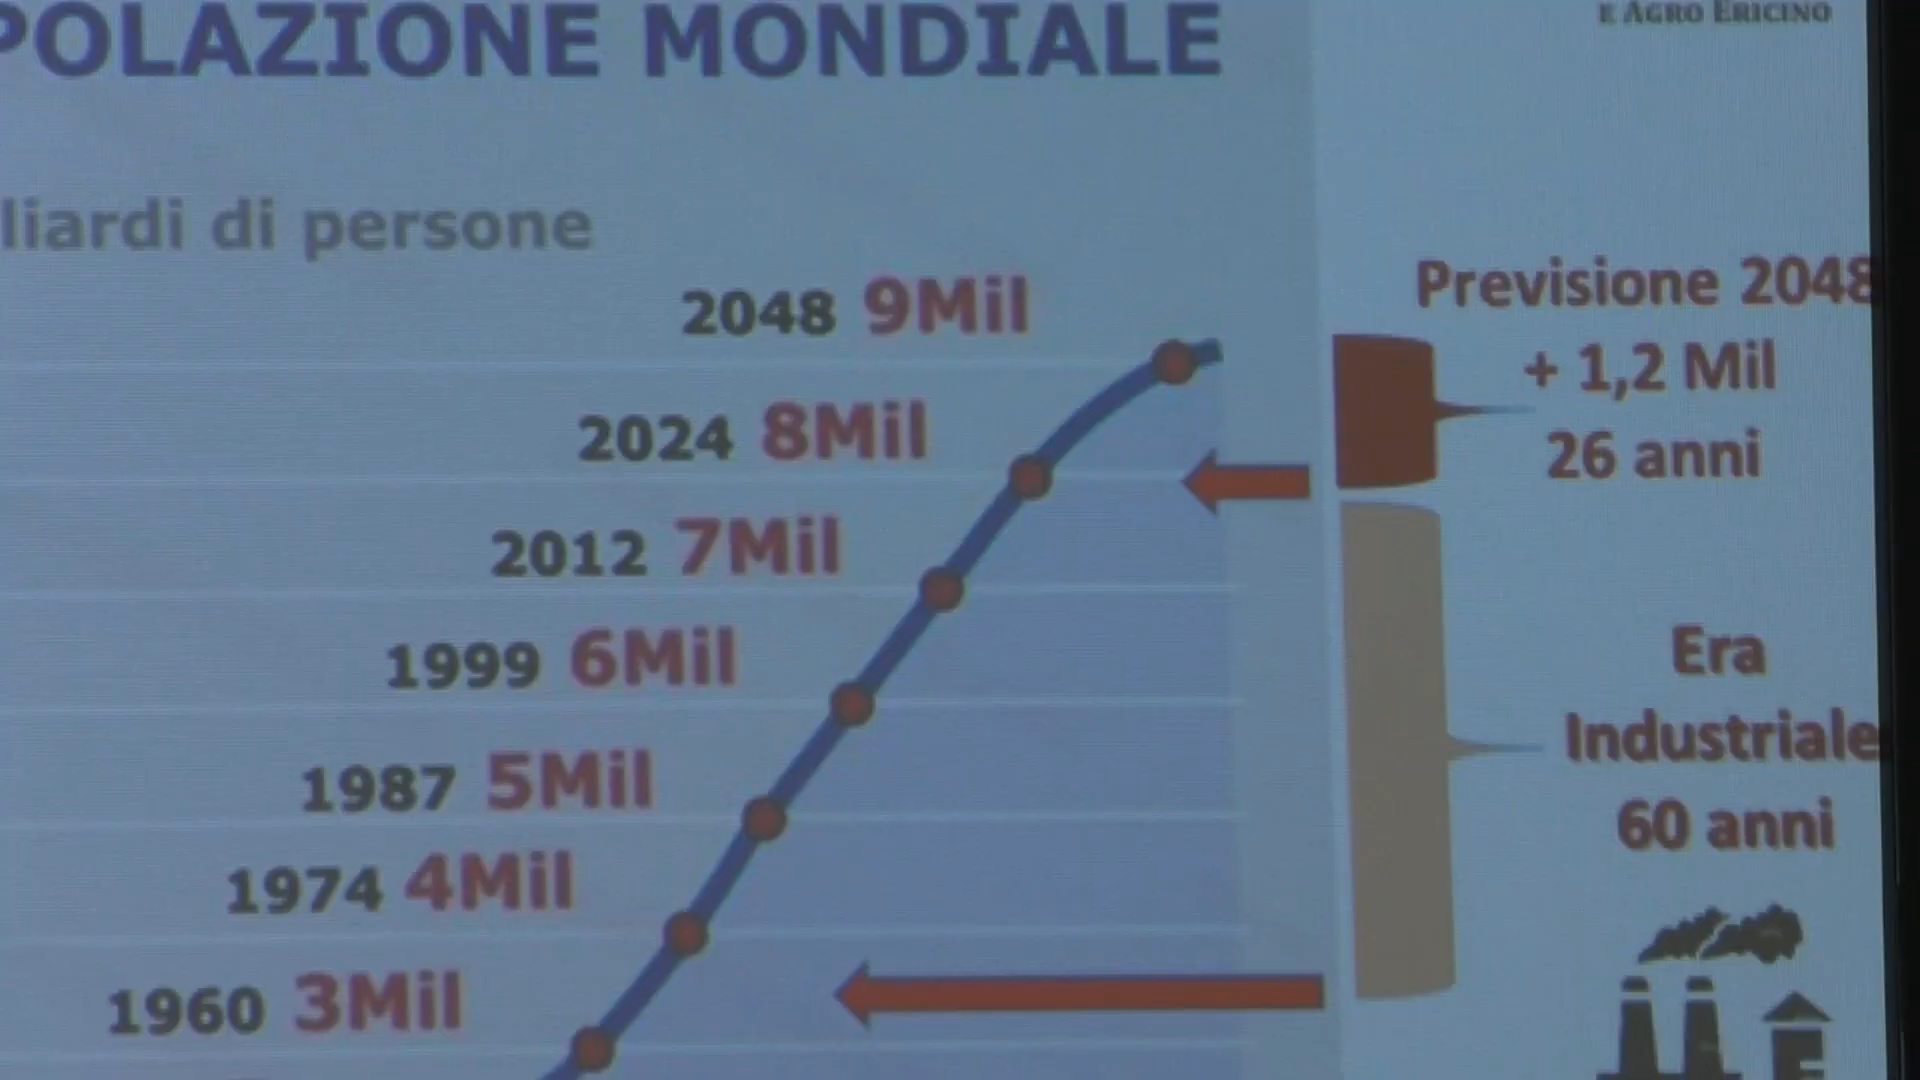 POLAZIONE MONDIALE
E AGRO ERICINO
liardi di persone
2048 9Mil
2024 8Mil
2012 7Mil
1999 6Mil
1987 5Mil
1974 4Mil
1960 3Mil
Previsione 2048
+ 1,2 Mil
26 anni
Era
Industriale
60 anni